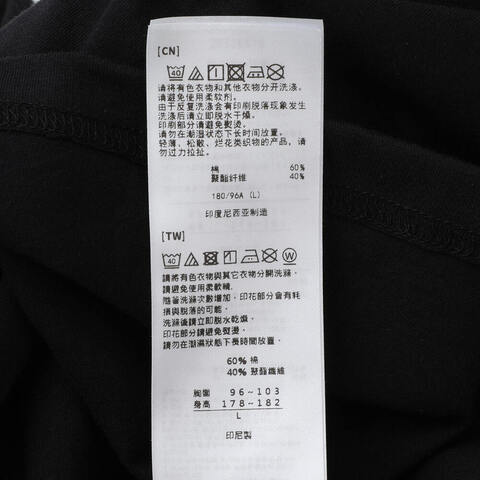 [CN]
40
请将有色衣物和其他衣物分开洗涤。
请避免使用柔软剂。
由于反复洗涤会有印刷脱落现象发生
洗涤后请立即脱水干燥。
印刷部分请避免熨烫。
请勿在潮湿状态下长时间放置。
轻薄、松散、烂花类织物的产品，请
勿过力拉扯。
棉 60%
聚酯纤维 40%
180/96A (L)
印度尼西亚制造
[TW]
40 W
請將有色衣物與其它衣物分開洗滌，
請避免使用柔軟精。
隨著洗滌次數增加，印花部分會有耗
損與脫落的可能。
洗滌後請立即脫水乾燥。
印花部分請避免熨燙。
請勿在潮濕狀態下長時間放置。
60% 棉
40% 聚酯纖維
胸圍 96~103
身高 178~182
L
印尼製